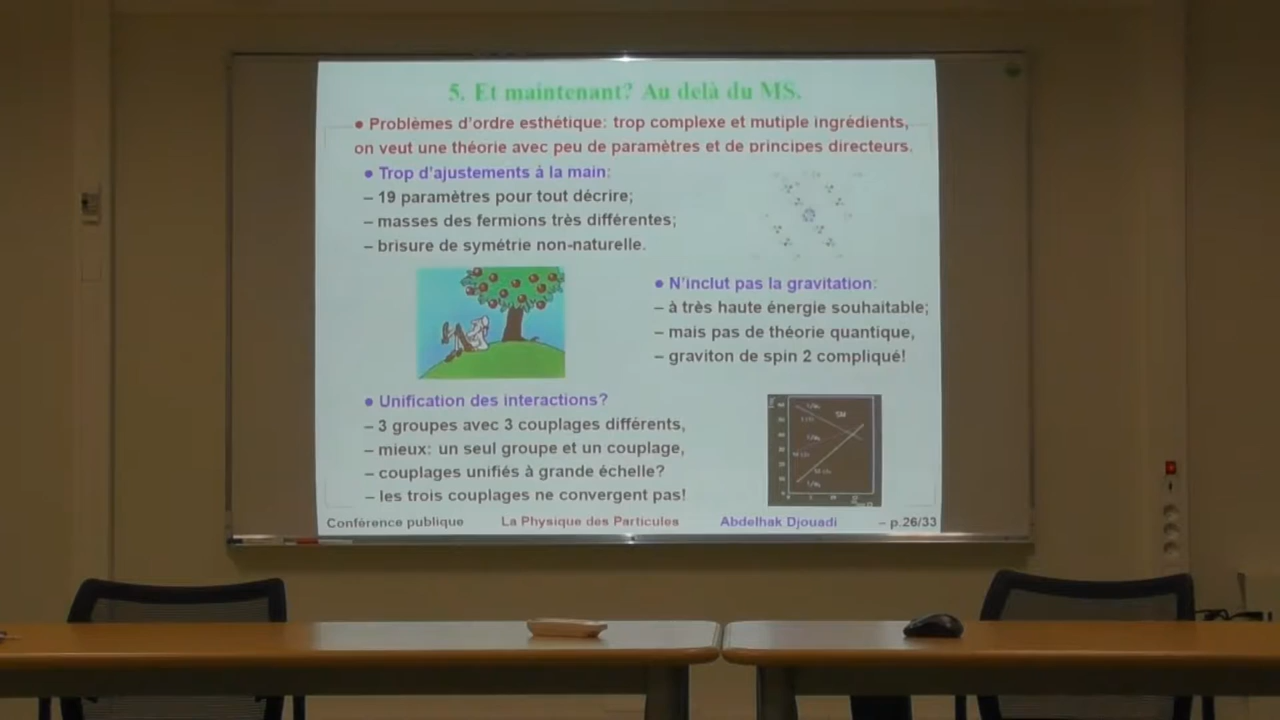 5. Et maintenant? Au delà du MS.
● Problèmes d'ordre esthétique: trop complexe et mutiple ingrédients,
on veut une théorie avec peu de paramètres et de principes directeurs.
● Trop d'ajustements á la main:
– 19 paramètres pour tout décrire;
– masses des fermions très différentes;
– brisure de symétrie non-naturelle.
● N'inclut pas la gravitation:
– à très haute énergie souhaitable;
– mais pas de théorie quantique,
– graviton de spin 2 compliqué!
● Unification des interactions?
– 3 groupes avec 3 couplages différents,
– mieux: un seul groupe et un couplage,
– couplages unifiés à grande échelle?
– les trois couplages ne convergent pas!
SM
Conférence publique La Physique des Particules Abdelhak Djouadi – p.26/33